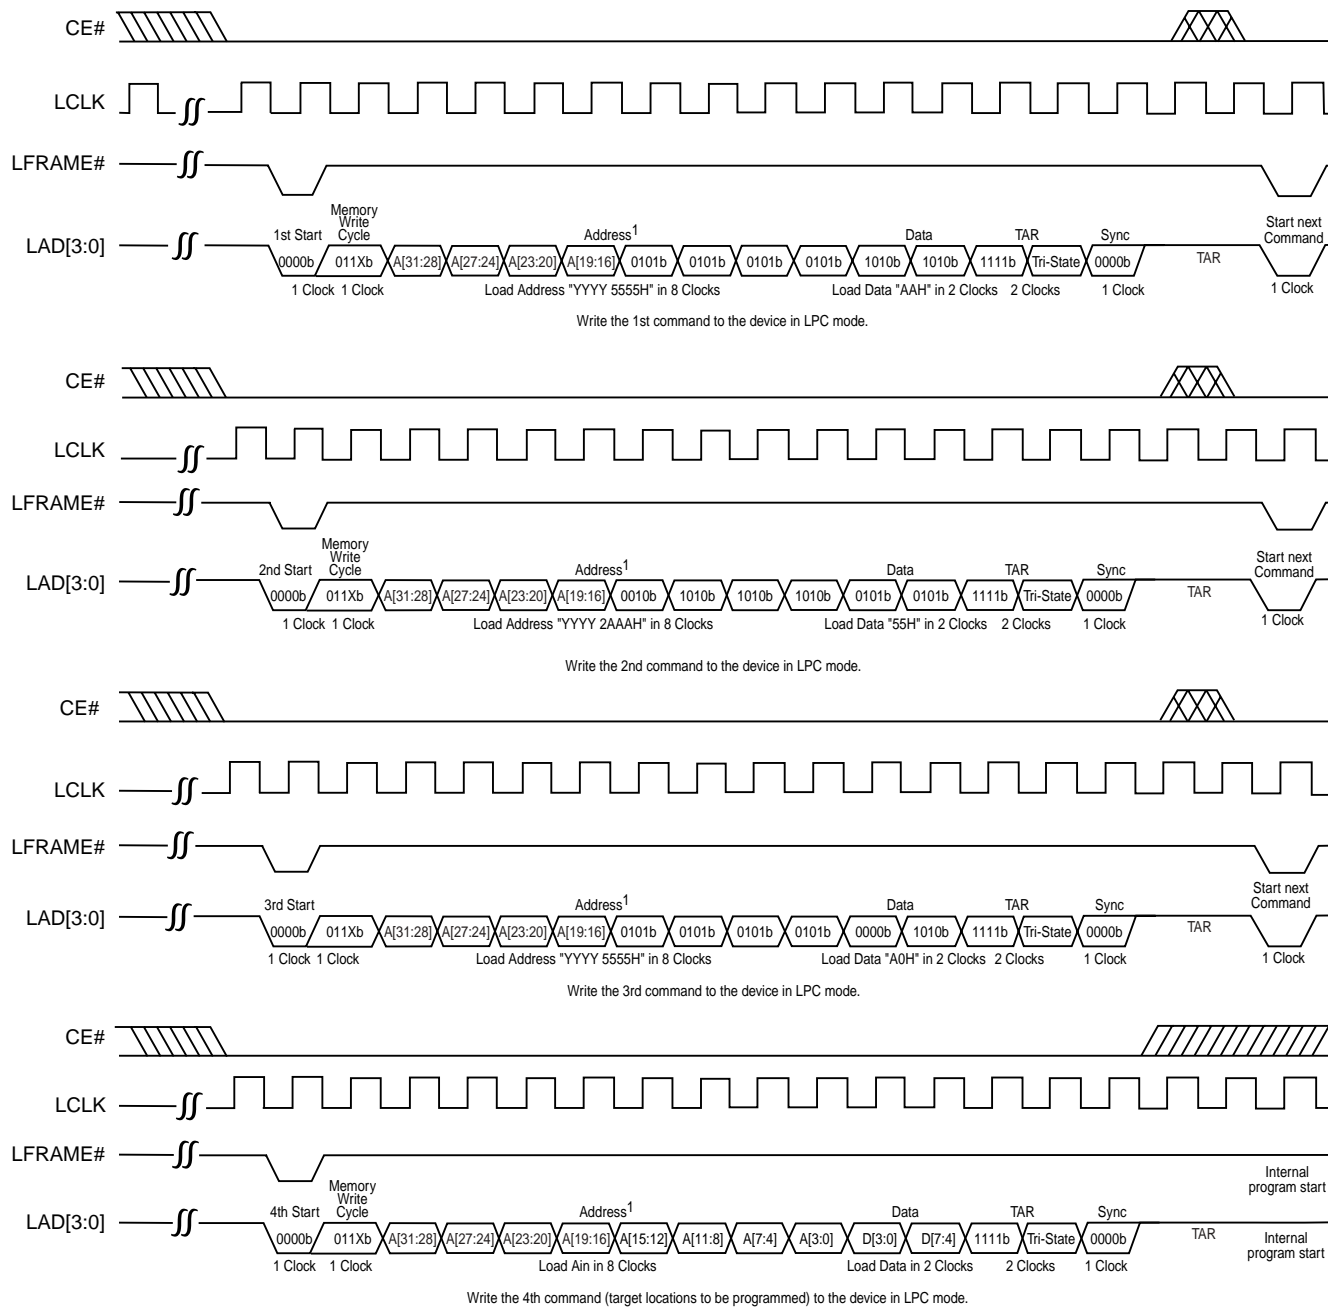 CE#
LCLK
LFRAME#
Memory
Write
Cycle
1st Start
Address1
Data
TAR
Sync
Start next
Command
LAD[3:0]
0000b 011Xb A[31:28] A[27:24] A[23:20] A[19:16] 0101b 0101b 0101b 0101b 1010b 1010b 1111b Tri-State 0000b TAR
1 Clock 1 Clock Load Address "YYYY 5555H" in 8 Clocks Load Data "AAH" in 2 Clocks 2 Clocks 1 Clock 1 Clock
Write the 1st command to the device in LPC mode.
CE#
LCLK
LFRAME#
Memory
Write
Cycle
2nd Start
Address1
Data
TAR
Sync
Start next
Command
LAD[3:0]
0000b 011Xb A[31:28] A[27:24] A[23:20] A[19:16] 0010b 1010b 1010b 1010b 0101b 0101b 1111b Tri-State 0000b TAR
1 Clock 1 Clock Load Address "YYYY 2AAAH" in 8 Clocks Load Data "55H" in 2 Clocks 2 Clocks 1 Clock 1 Clock
Write the 2nd command to the device in LPC mode.
CE#
LCLK
LFRAME#
3rd Start
Address1
Data
TAR
Sync
Start next
Command
LAD[3:0]
0000b 011Xb A[31:28] A[27:24] A[23:20] A[19:16] 0101b 0101b 0101b 0101b 0000b 1010b 1111b Tri-State 0000b TAR
1 Clock 1 Clock Load Address "YYYY 5555H" in 8 Clocks Load Data "A0H" in 2 Clocks 2 Clocks 1 Clock 1 Clock
Write the 3rd command to the device in LPC mode.
CE#
LCLK
LFRAME#
Internal
program start
Memory
Write
Cycle
4th Start
Address1
Data
TAR
Sync
LAD[3:0]
0000b 011Xb A[31:28] A[27:24] A[23:20] A[19:16] A[15:12] A[11:8] A[7:4] A[3:0] D[3:0] D[7:4] 1111b Tri-State 0000b TAR
Internal
program start
1 Clock 1 Clock Load Ain in 8 Clocks Load Data in 2 Clocks 2 Clocks 1 Clock
Write the 4th command (target locations to be programmed) to the device in LPC mode.